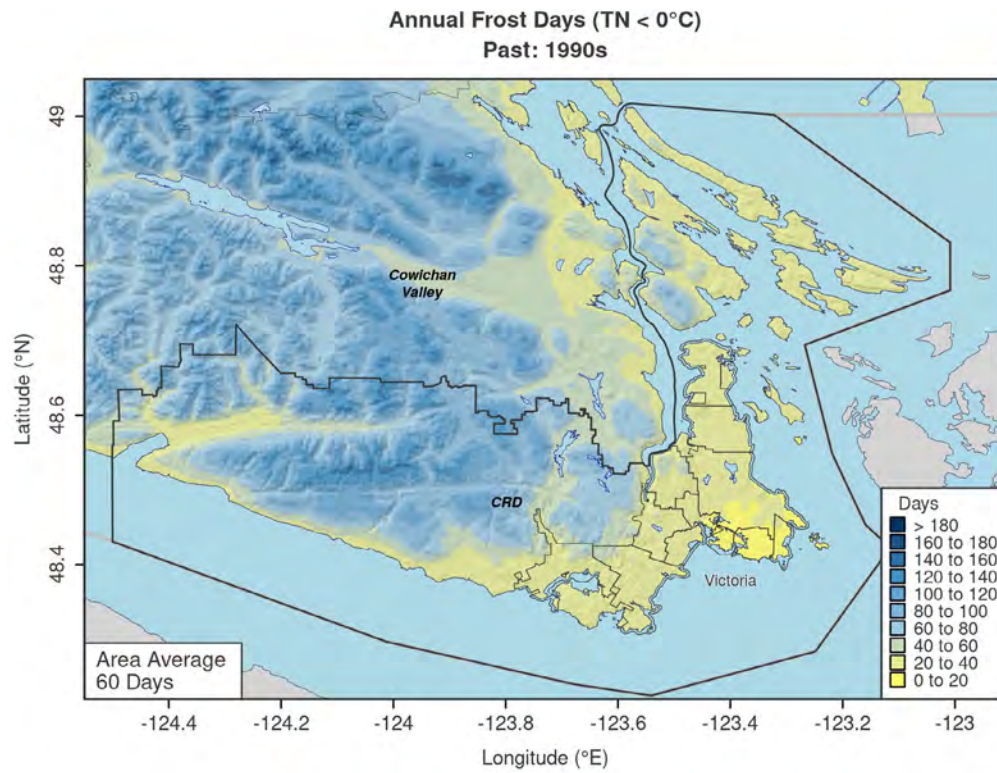 Annual Frost Days (TN < 0°C)
Past: 1990s
49
48.8
48.6
48.4
Latitude (°N)
Cowichan
Valley
CRD
Victoria
Days
> 180
160 to 180
140 to 160
120 to 140
100 to 120
80 to 100
60 to 80
40 to 60
20 to 40
0 to 20
Area Average
60 Days
-124.4
-124.2
-124
-123.8
-123.6
-123.4
-123.2
-123
Longitude (°E)